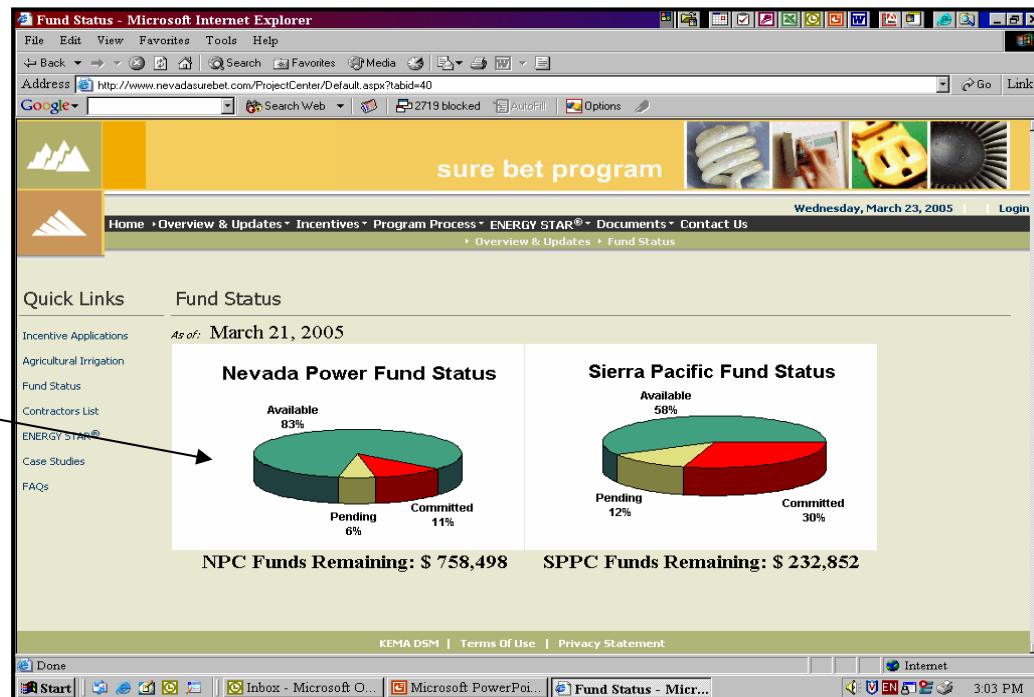 Fund Status - Microsoft Internet Explorer
File Edit View Favorites Tools Help
Back Search Favorites Media
Address http://www.nevadasurebet.com/ProjectCenter/Default.aspx?tabid=40 Go Link
Google Search Web 2719 blocked AutoFill Options
sure bet program
Wednesday, March 23, 2005 | | Login
Home Overview & Updates Incentives Program Process ENERGY STAR® Documents Contact Us
Overview & Updates Fund Status
Quick Links
Incentive Applications
Agricultural Irrigation
Fund Status
Contractors List
ENERGY STAR®
Case Studies
FAQs
Fund Status
As of: March 21, 2005
Nevada Power Fund Status
Available
83%
Pending
6%
Committed
11%
NPC Funds Remaining: $ 758,498
Sierra Pacific Fund Status
Available
58%
Pending
12%
Committed
30%
SPPC Funds Remaining: $ 232,852
KEMA DSM | Terms Of Use | Privacy Statement
Done Internet
Start Inbox - Microsoft O... Microsoft PowerPoi... Fund Status - Micr... EN 3:03 PM